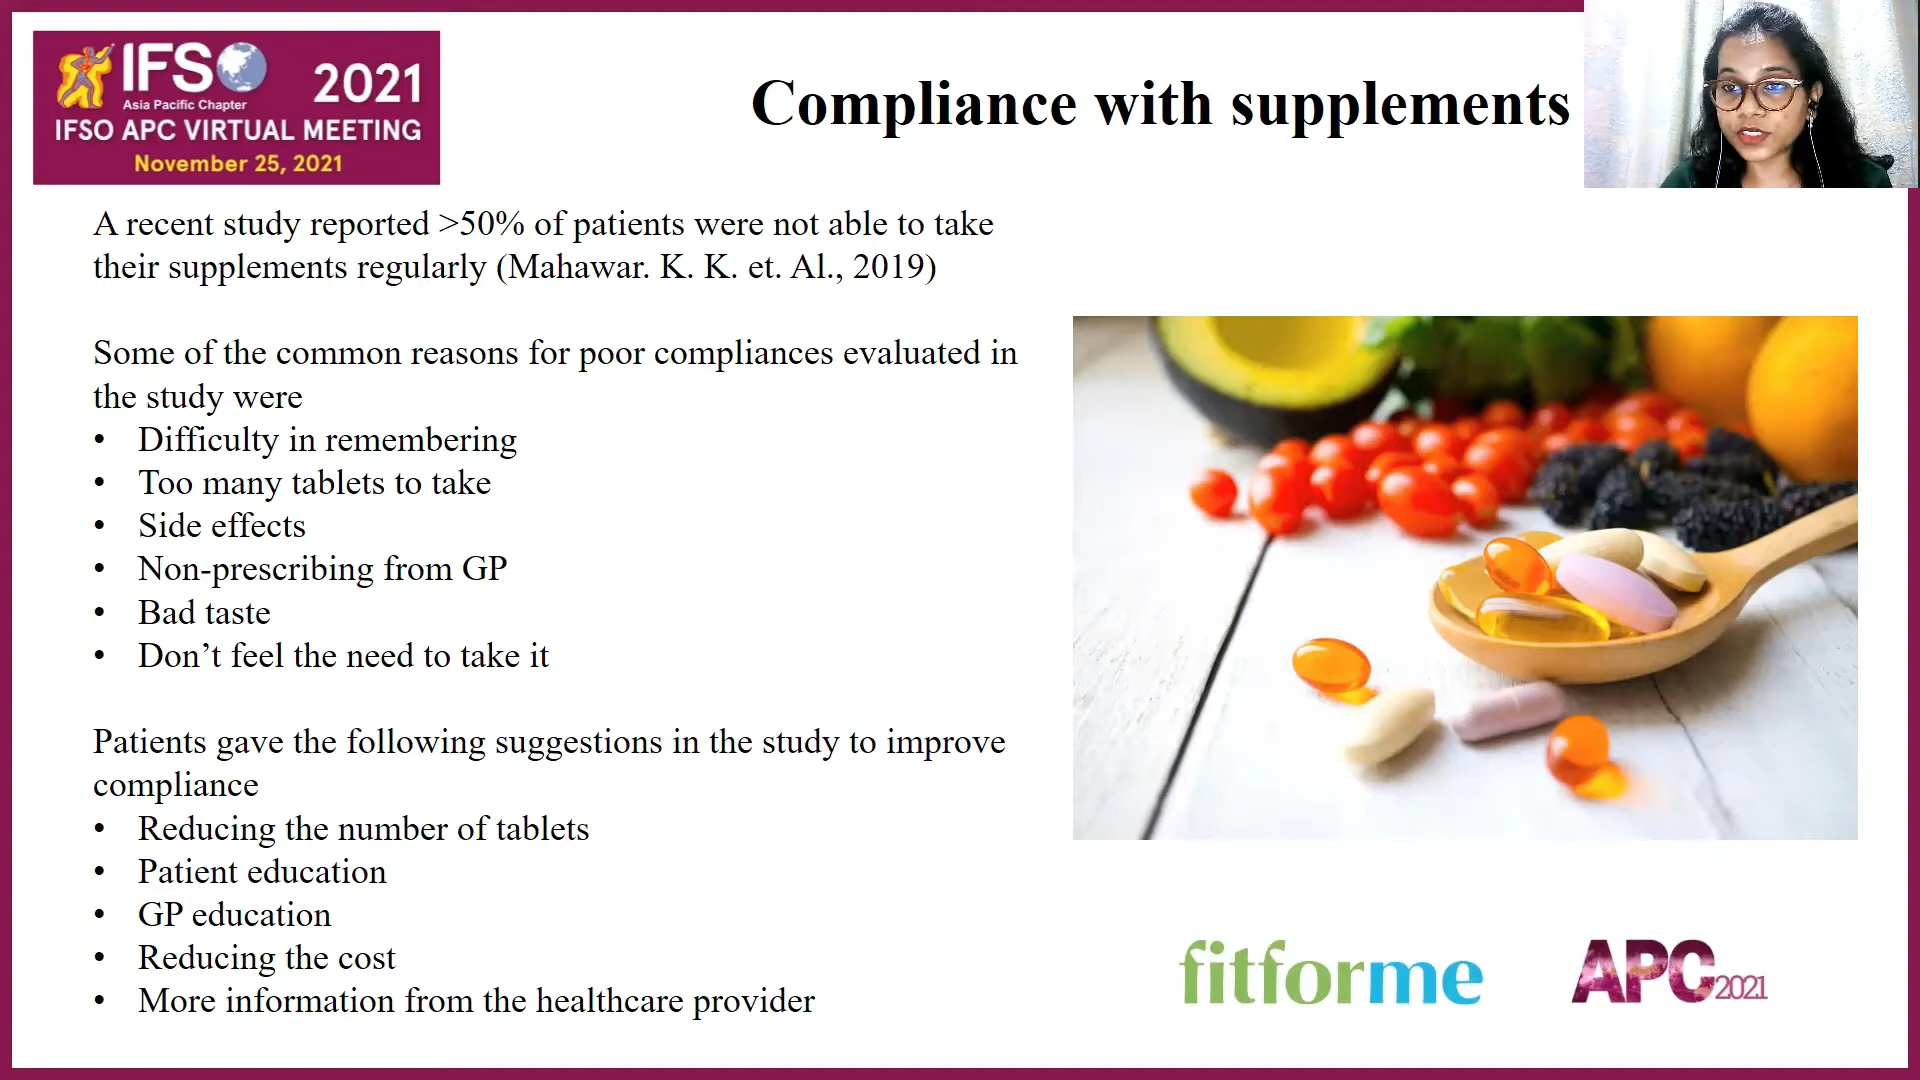 IFSO
Asia Pacific Chapter
2021
IFSO APC VIRTUAL MEETING
November 25, 2021
Compliance with supplements
A recent study reported >50% of patients were not able to take
their supplements regularly (Mahawar. K. K. et. Al., 2019)
Some of the common reasons for poor compliances evaluated in
the study were
• Difficulty in remembering
• Too many tablets to take
• Side effects
• Non-prescribing from GP
• Bad taste
• Don’t feel the need to take it
Patients gave the following suggestions in the study to improve
compliance
• Reducing the number of tablets
• Patient education
• GP education
• Reducing the cost
• More information from the healthcare provider
fitforme
APC 2021